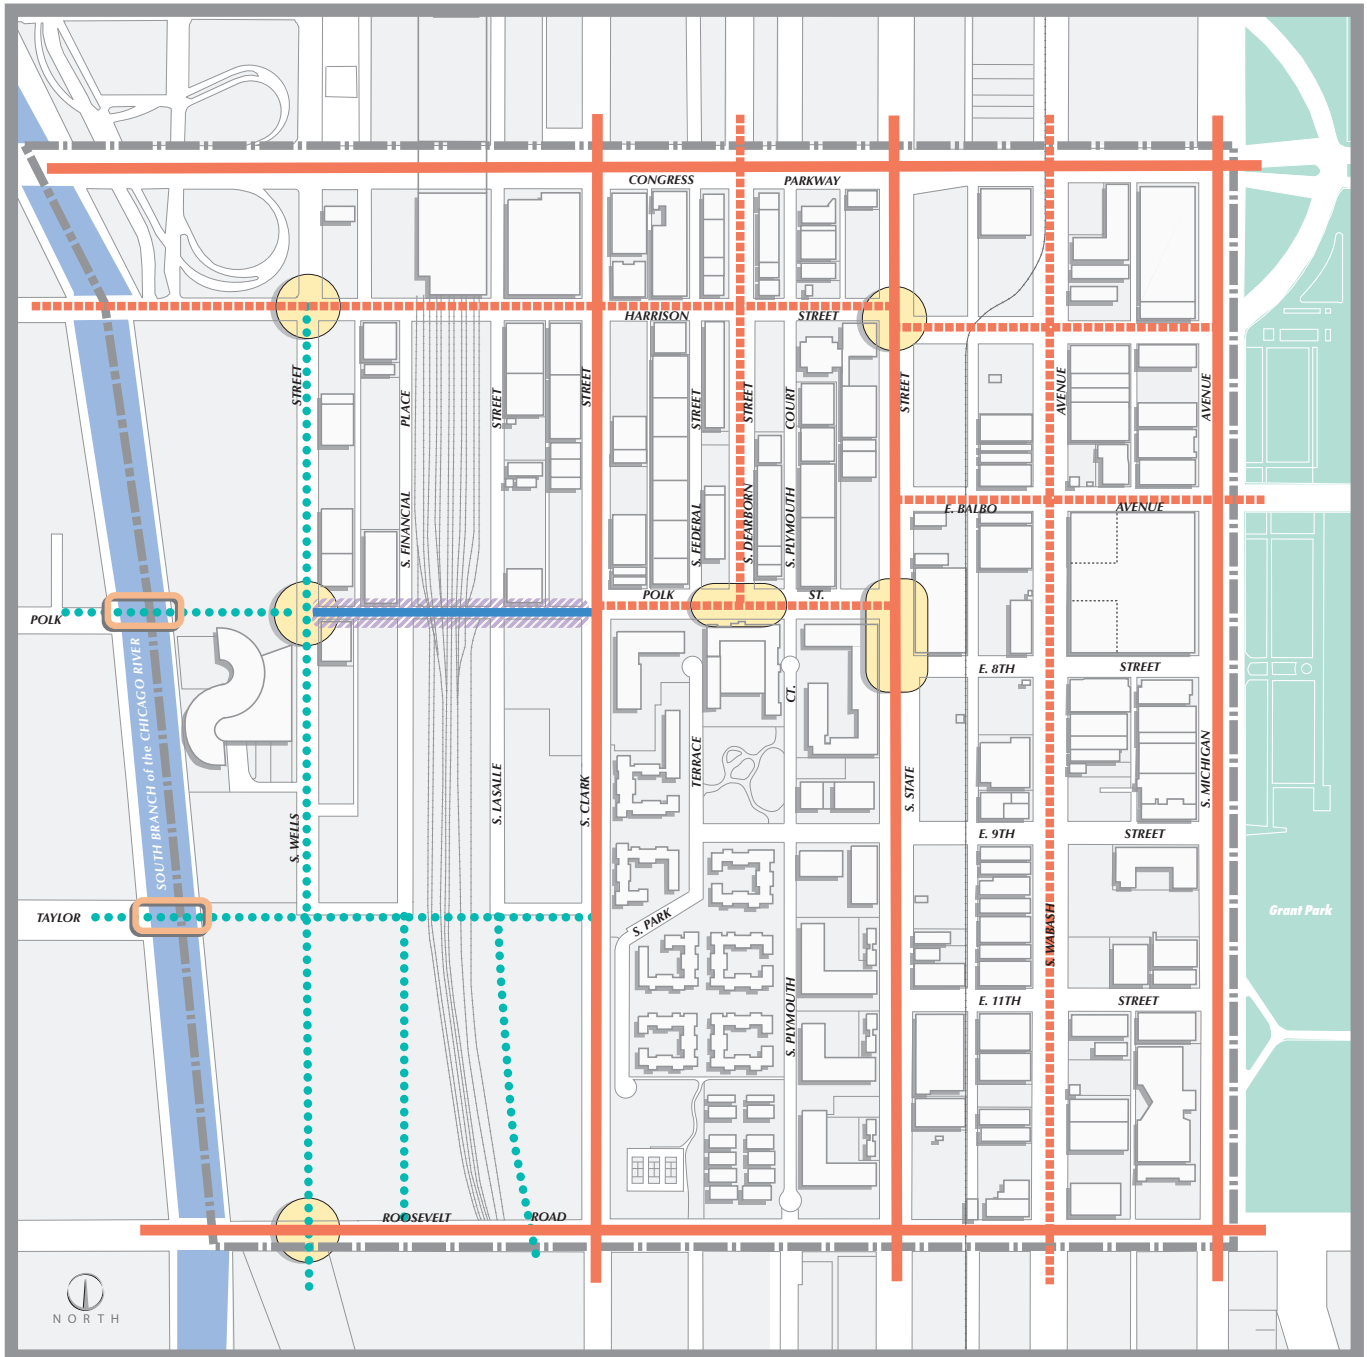 CONGRESS PARKWAY
HARRISON STREET
STREET
PLACE
STREET
STREET
STREET
STREET
COURT
STREET
AVENUE
AVENUE
S. FINANCIAL
S. FEDERAL
S. DEARBORN
S. PLYMOUTH
E. BALBO AVENUE
POLK ST.
POLK
E. 8TH STREET
CT.
SOUTH BRANCH of the CHICAGO RIVER
TERRACE
S. WELLS
S. LASALLE
S. CLARK
S. STATE
S. MICHIGAN
E. 9TH STREET
TAYLOR
S. PARK
S. WABASH
Grant Park
S. PLYMOUTH
E. 11TH STREET
ROOSEVELT ROAD
NORTH